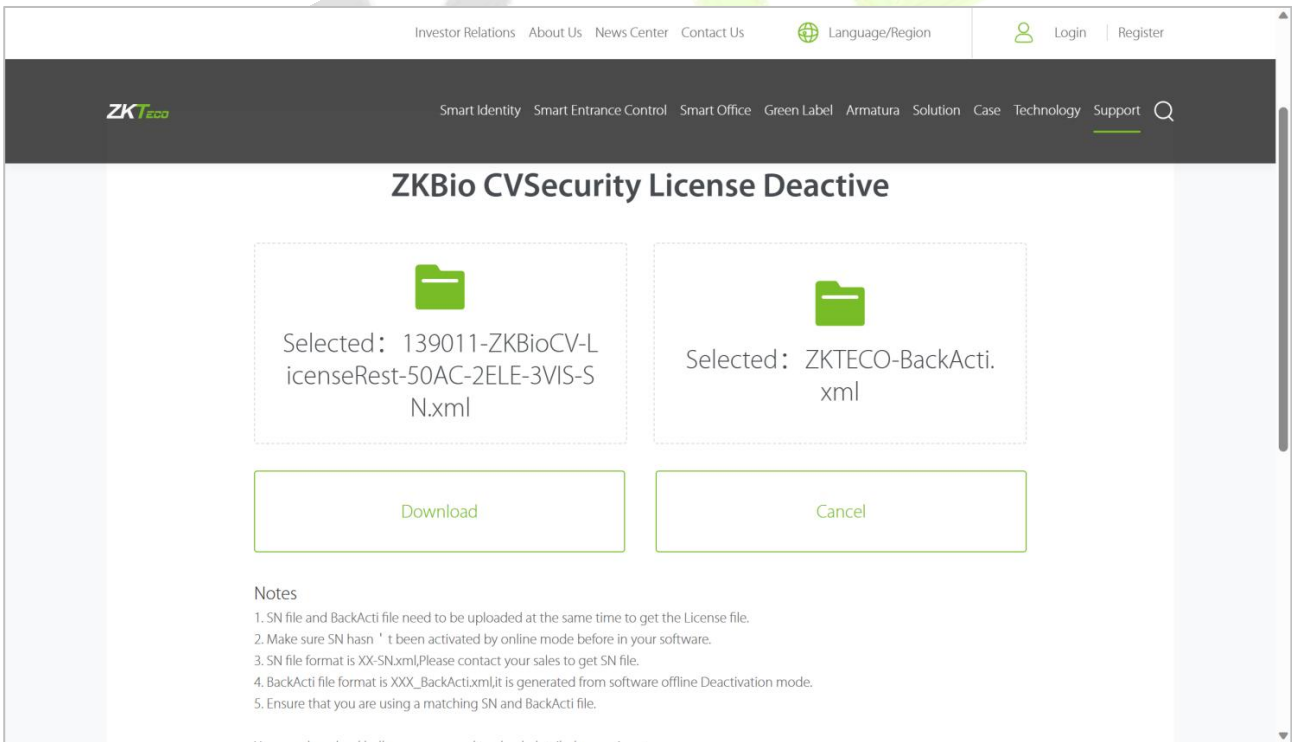 Investor Relations About Us News Center Contact Us Language/Region Login Register
ZKTECO Smart Identity Smart Entrance Control Smart Office Green Label Armatura Solution Case Technology Support
ZKBio CVSecurity License Deactive
Selected：139011-ZKBioCV-L
icenseRest-50AC-2ELE-3VIS-S
N.xml
Selected：ZKTECO-BackActi.
xml
Download
Cancel
Notes
1. SN file and BackActi file need to be uploaded at the same time to get the License file.
2. Make sure SN hasn ' t been activated by online mode before in your software.
3. SN file format is XX-SN.xml,Please contact your sales to get SN file.
4. BackActi file format is XXX_BackActi.xml,it is generated from software offline Deactivation mode.
5. Ensure that you are using a matching SN and BackActi file.